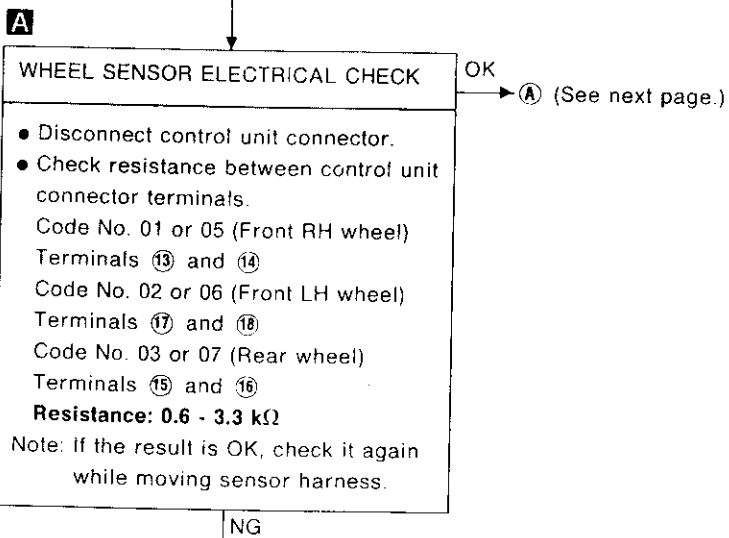 A
WHEEL SENSOR ELECTRICAL CHECK
OK
Ⓐ (See next page.)
● Disconnect control unit connector.
● Check resistance between control unit
connector terminals.
Code No. 01 or 05 (Front RH wheel)
Terminals ⑬ and ⑭
Code No. 02 or 06 (Front LH wheel)
Terminals ⑰ and ⑱
Code No. 03 or 07 (Rear wheel)
Terminals ⑮ and ⑯
Resistance: 0.6 - 3.3 kΩ
Note: If the result is OK, check it again
while moving sensor harness.
NG